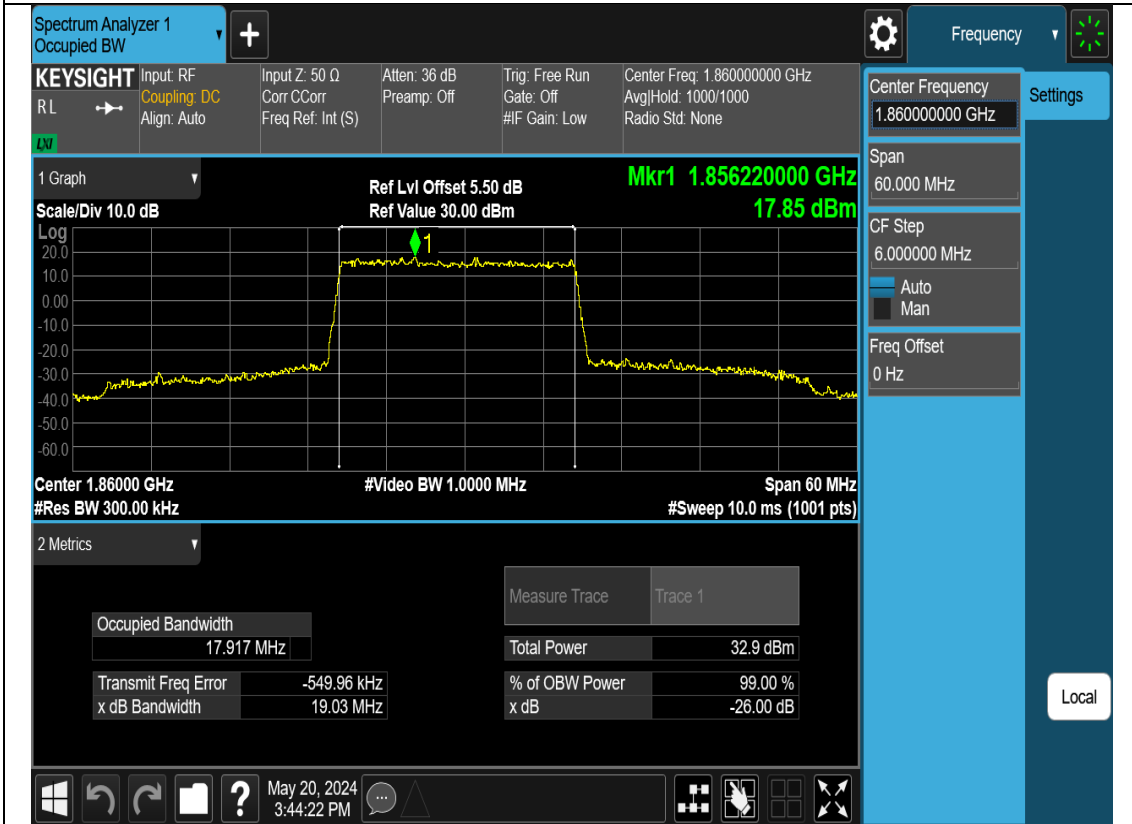 Spectrum Analyzer 1
Occupied BW
+
Frequency
KEYSIGHT
R L
LXI
Input: RF
Coupling: DC
Align: Auto
Input Z: 50 Ω
Corr CCorr
Freq Ref: Int (S)
Atten: 36 dB
Preamp: Off
Trig: Free Run
Gate: Off
#IF Gain: Low
Center Freq: 1.860000000 GHz
Avg|Hold: 1000/1000
Radio Std: None
Center Frequency
1.860000000 GHz
Settings
Span
60.000 MHz
CF Step
6.000000 MHz
Auto
Man
Freq Offset
0 Hz
Local
1 Graph
Scale/Div 10.0 dB
Ref Lvl Offset 5.50 dB
Ref Value 30.00 dBm
Mkr1 1.856220000 GHz
17.85 dBm
Log
1
20.0
10.0
0.00
-10.0
-20.0
-30.0
-40.0
-50.0
-60.0
Center 1.86000 GHz
#Video BW 1.0000 MHz
Span 60 MHz
#Res BW 300.00 kHz
#Sweep 10.0 ms (1001 pts)
2 Metrics
Measure Trace
Trace 1
Occupied Bandwidth
17.917 MHz
Total Power
32.9 dBm
Transmit Freq Error
-549.96 kHz
% of OBW Power
99.00 %
x dB Bandwidth
19.03 MHz
x dB
-26.00 dB
?
May 20, 2024
3:44:22 PM